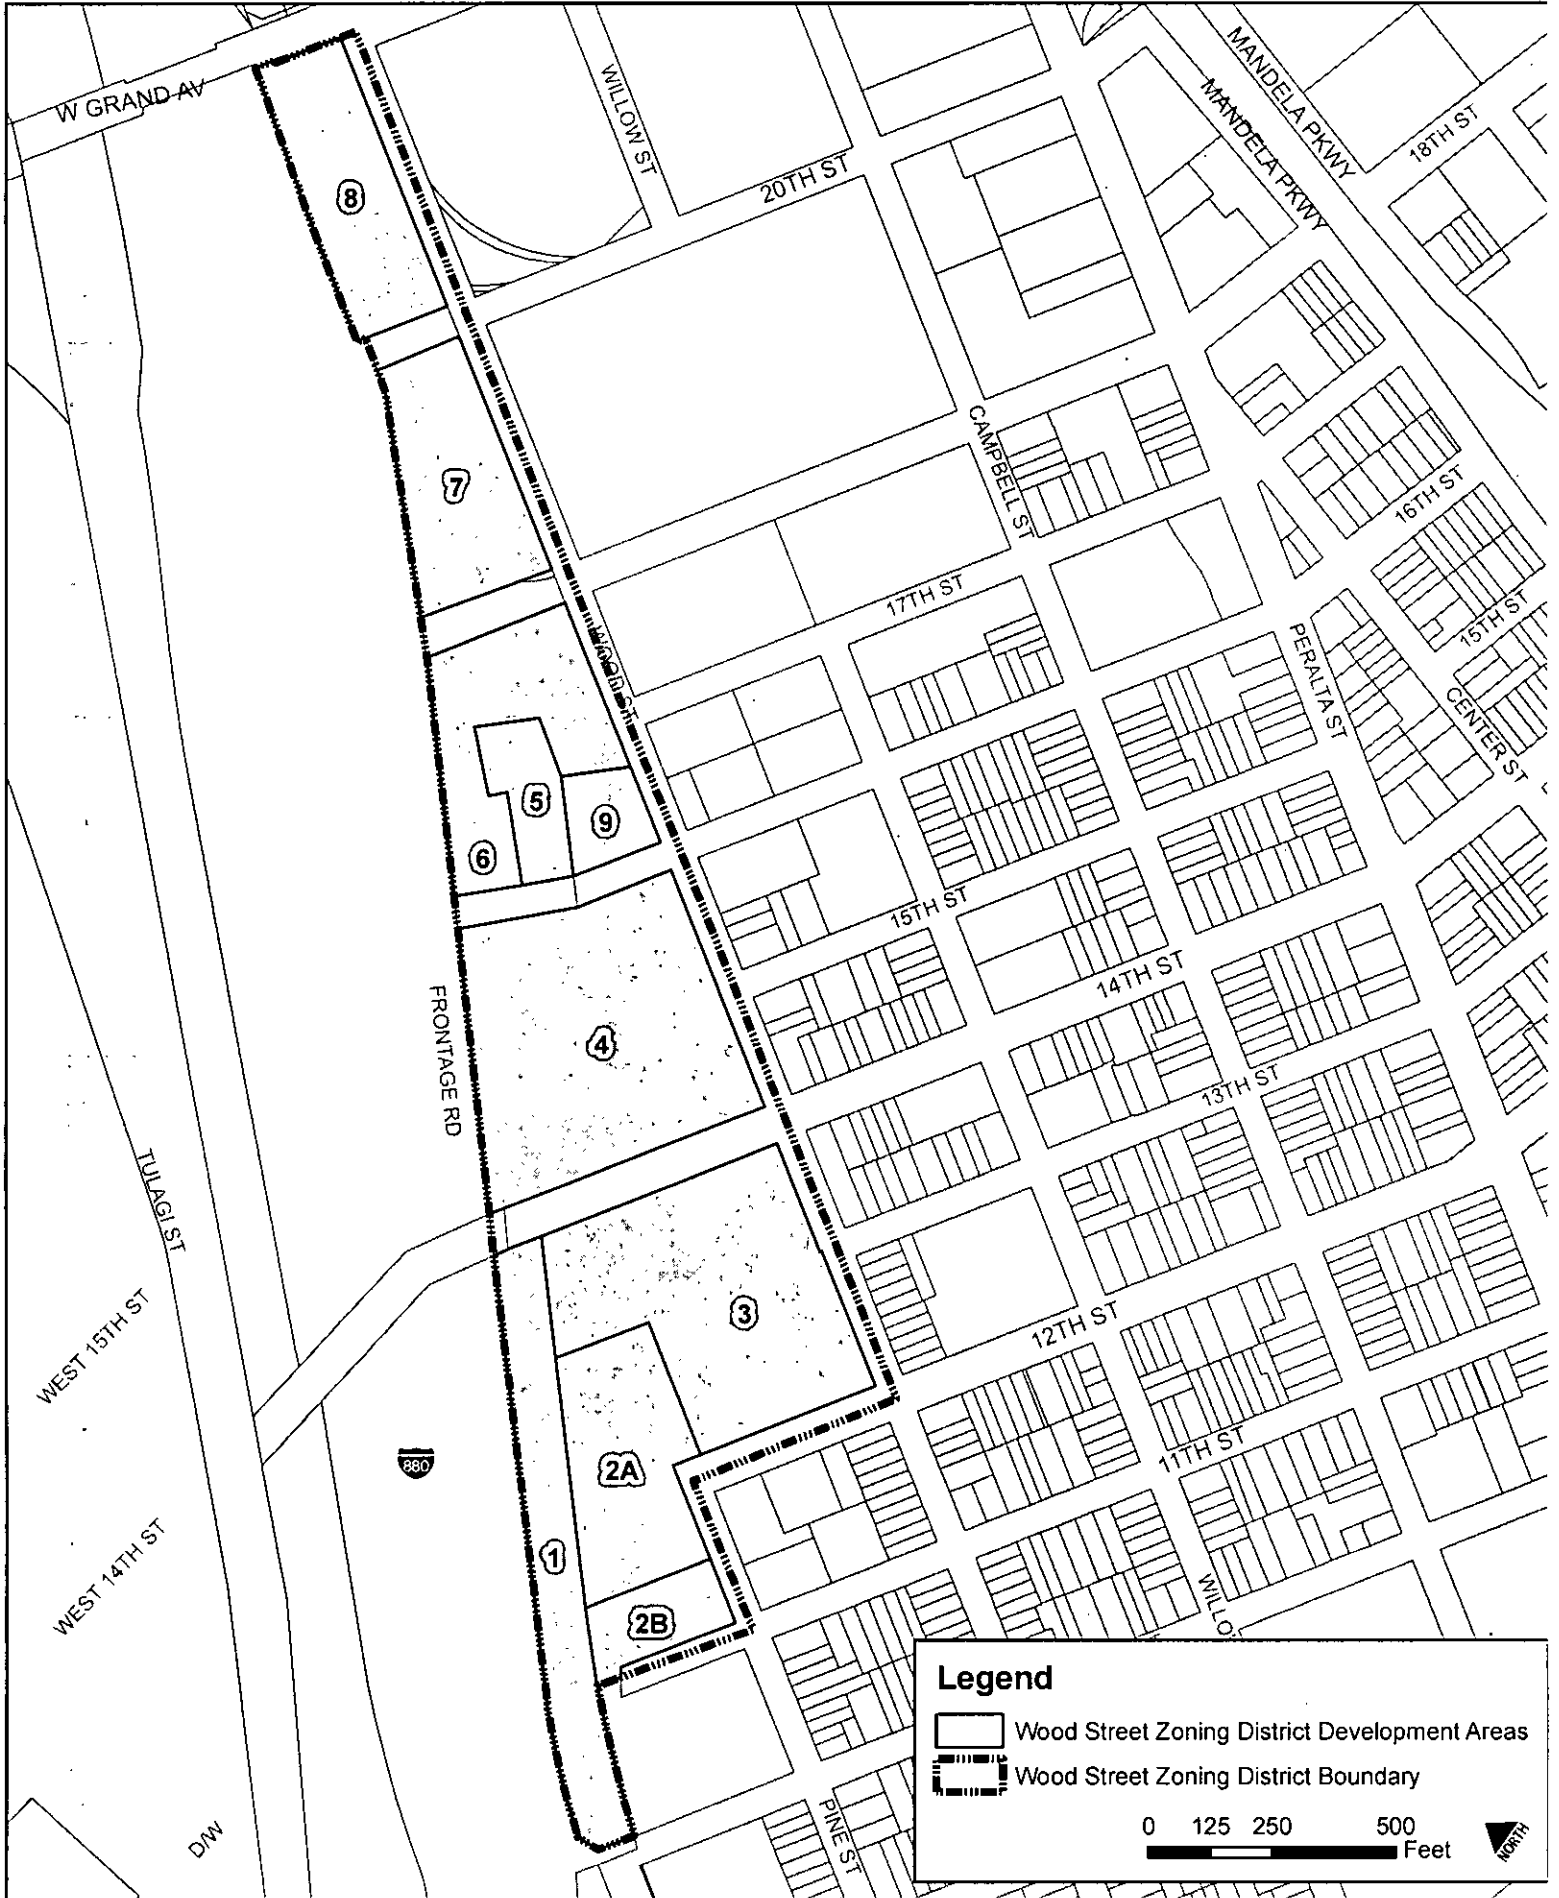 W GRAND AV
WILLOW ST
20TH ST
MANDELA PKWY
MANDELA PKWY
18TH ST
8
7
CAMPBELL ST
16TH ST
17TH ST
15TH ST
WOOD ST
PERALTA ST
CENTER ST
5
9
6
15TH ST
14TH ST
FRONTAGE RD
4
13TH ST
TULAGI ST
WEST 15TH ST
3
12TH ST
880
2A
11TH ST
1
WEST 14TH ST
2B
WILLO
D/W
PINE ST
Legend
Wood Street Zoning District Development Areas
Wood Street Zoning District Boundary
0 125 250 500
Feet
NORTH